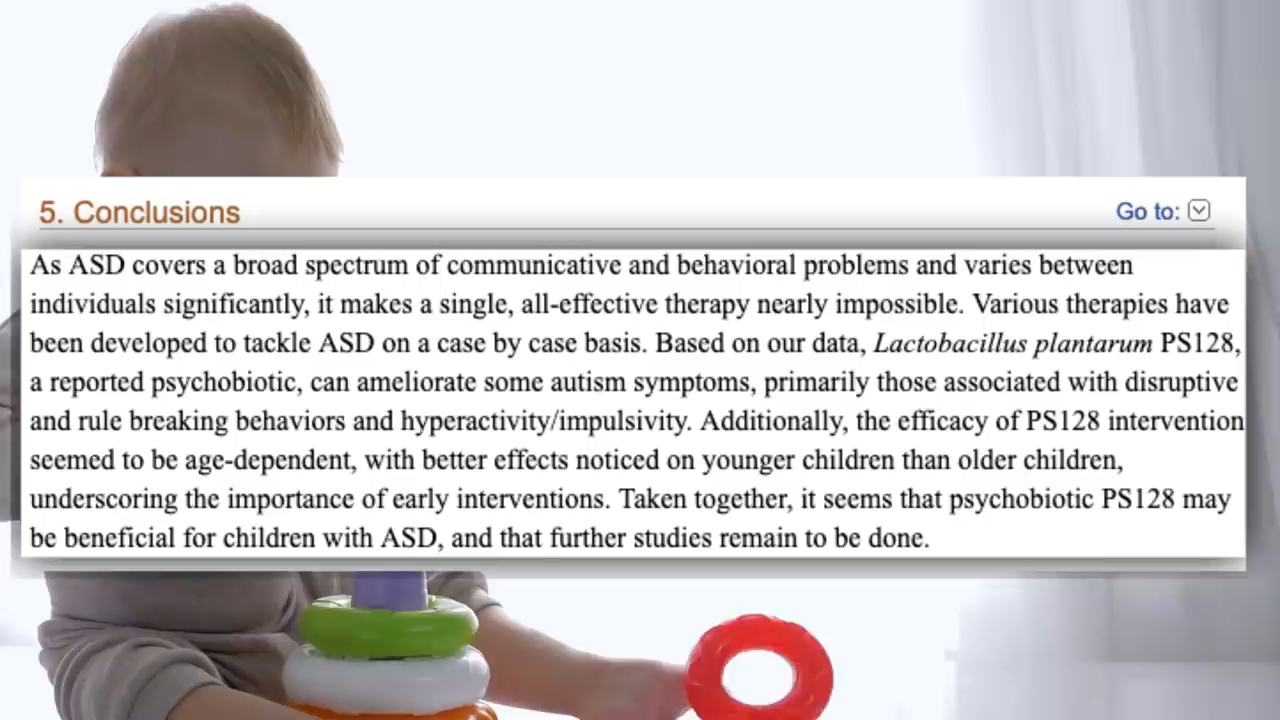 5. Conclusions
Go to:
As ASD covers a broad spectrum of communicative and behavioral problems and varies between
individuals significantly, it makes a single, all-effective therapy nearly impossible. Various therapies have
been developed to tackle ASD on a case by case basis. Based on our data, Lactobacillus plantarum PS128,
a reported psychobiotic, can ameliorate some autism symptoms, primarily those associated with disruptive
and rule breaking behaviors and hyperactivity/impulsivity. Additionally, the efficacy of PS128 intervention
seemed to be age-dependent, with better effects noticed on younger children than older children,
underscoring the importance of early interventions. Taken together, it seems that psychobiotic PS128 may
be beneficial for children with ASD, and that further studies remain to be done.